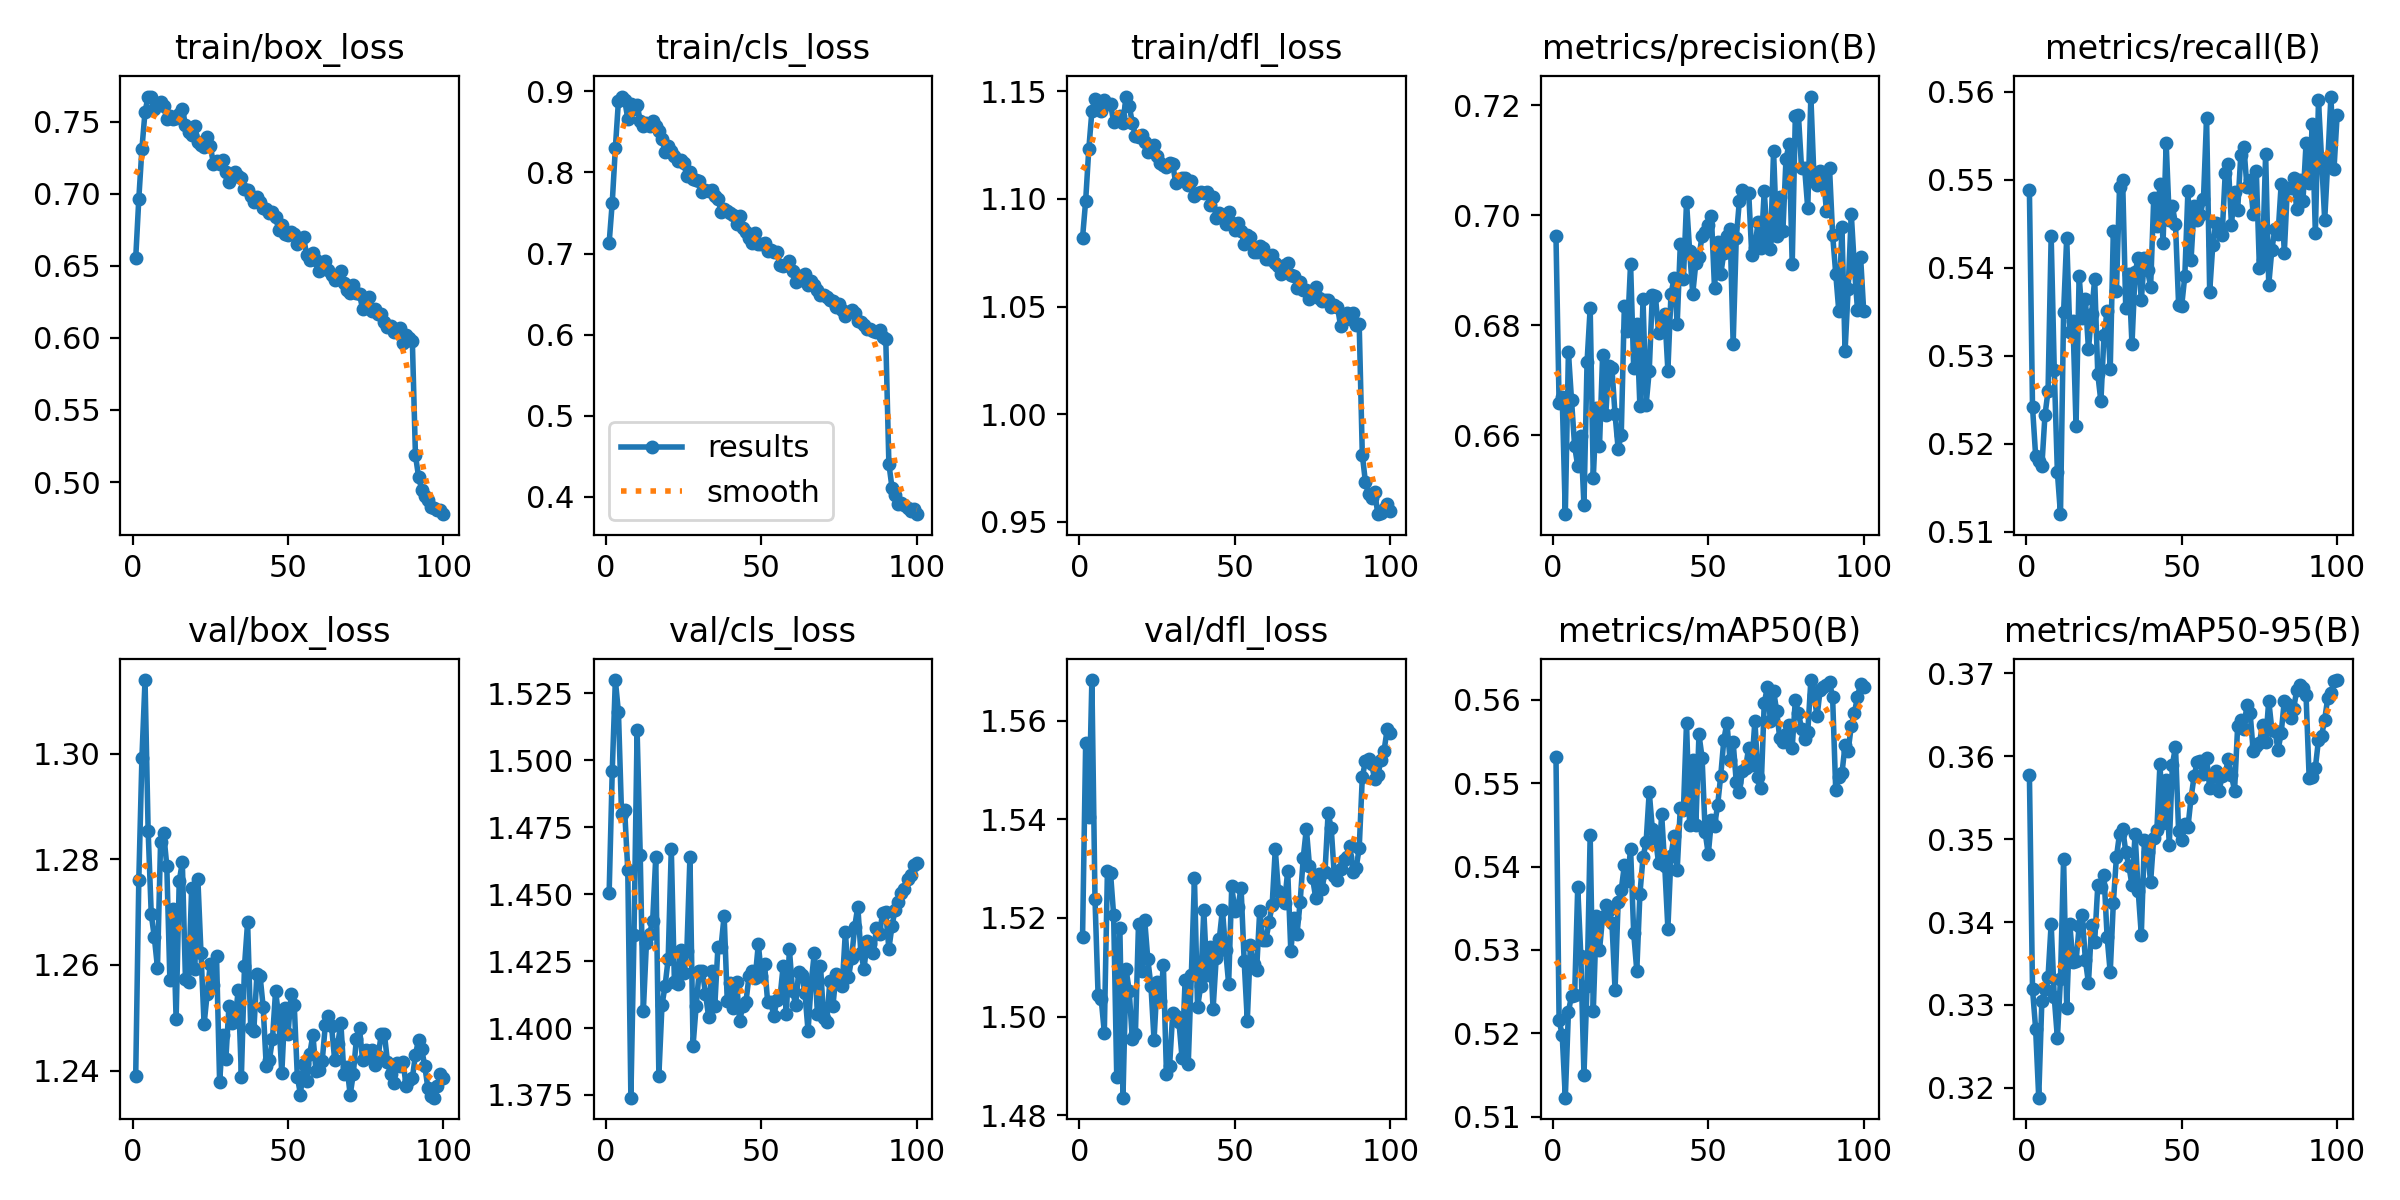 train/box_loss
0.75
0.70
0.65
0.60
0.55
0.50
0 50 100
train/cls_loss
0.9
0.8
0.7
0.6
0.5
0.4
results
smooth
0 50 100
train/dfl_loss
1.15
1.10
1.05
1.00
0.95
0 50 100
metrics/precision(B)
0.72
0.70
0.68
0.66
0 50 100
metrics/recall(B)
0.56
0.55
0.54
0.53
0.52
0.51
0 50 100
val/box_loss
1.30
1.28
1.26
1.24
0 50 100
val/cls_loss
1.525
1.500
1.475
1.450
1.425
1.400
1.375
0 50 100
val/dfl_loss
1.56
1.54
1.52
1.50
1.48
0 50 100
metrics/mAP50(B)
0.56
0.55
0.54
0.53
0.52
0.51
0 50 100
metrics/mAP50-95(B)
0.37
0.36
0.35
0.34
0.33
0.32
0 50 100